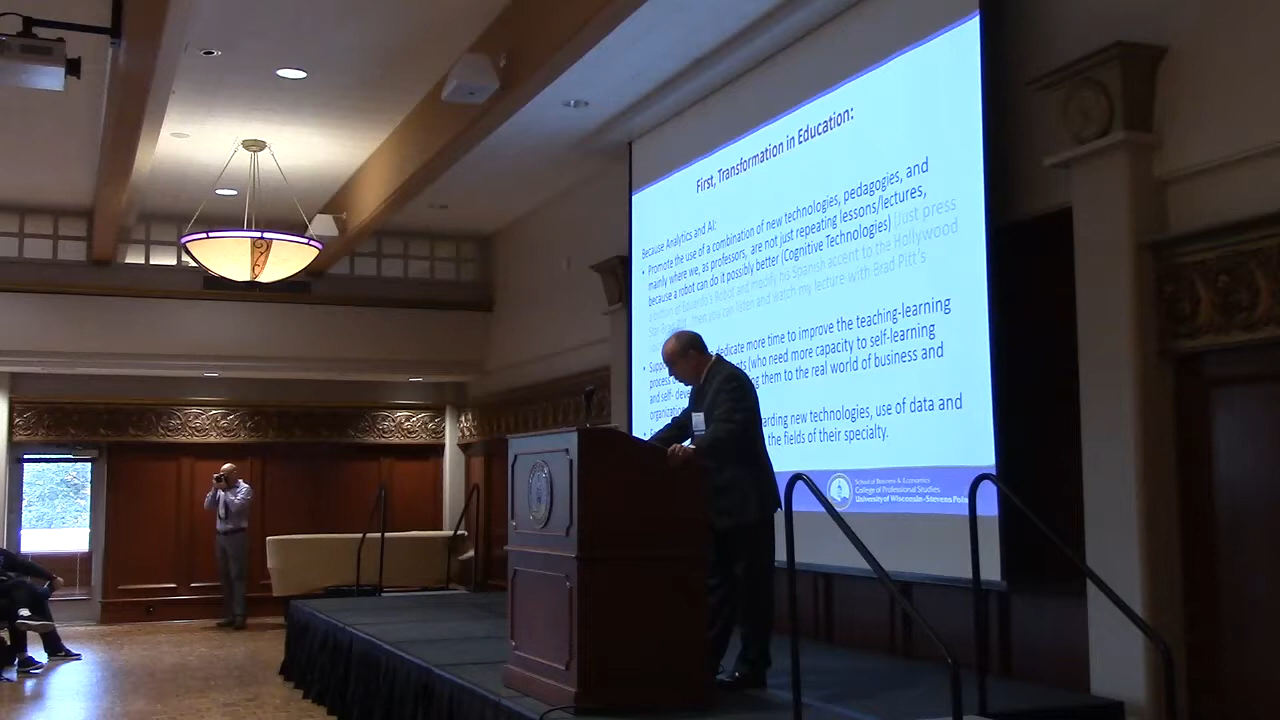 First, Transformation in Education:
Because Analytics and AI:
• Promote the use of a combination of new technologies, pedagogies, and
mainly where we, as professors, are not just repeating lessons/lectures,
because a robot can do it possibly better (Cognitive Technologies) (Just press
a button of Eduardo's Robot and modify his Spanish accent to the Hollywood
Star Brad Pitt, then you can listen and watch my lecture with Brad Pitt's
• dedicate more time to improve the teaching-learning
process (who need more capacity to self-learning
and self- them to the real world of business and
• new technologies, use of data and
the fields of their specialty.
School of Business & Economics
College of Professional Studies
University of Wisconsin-Stevens Poin